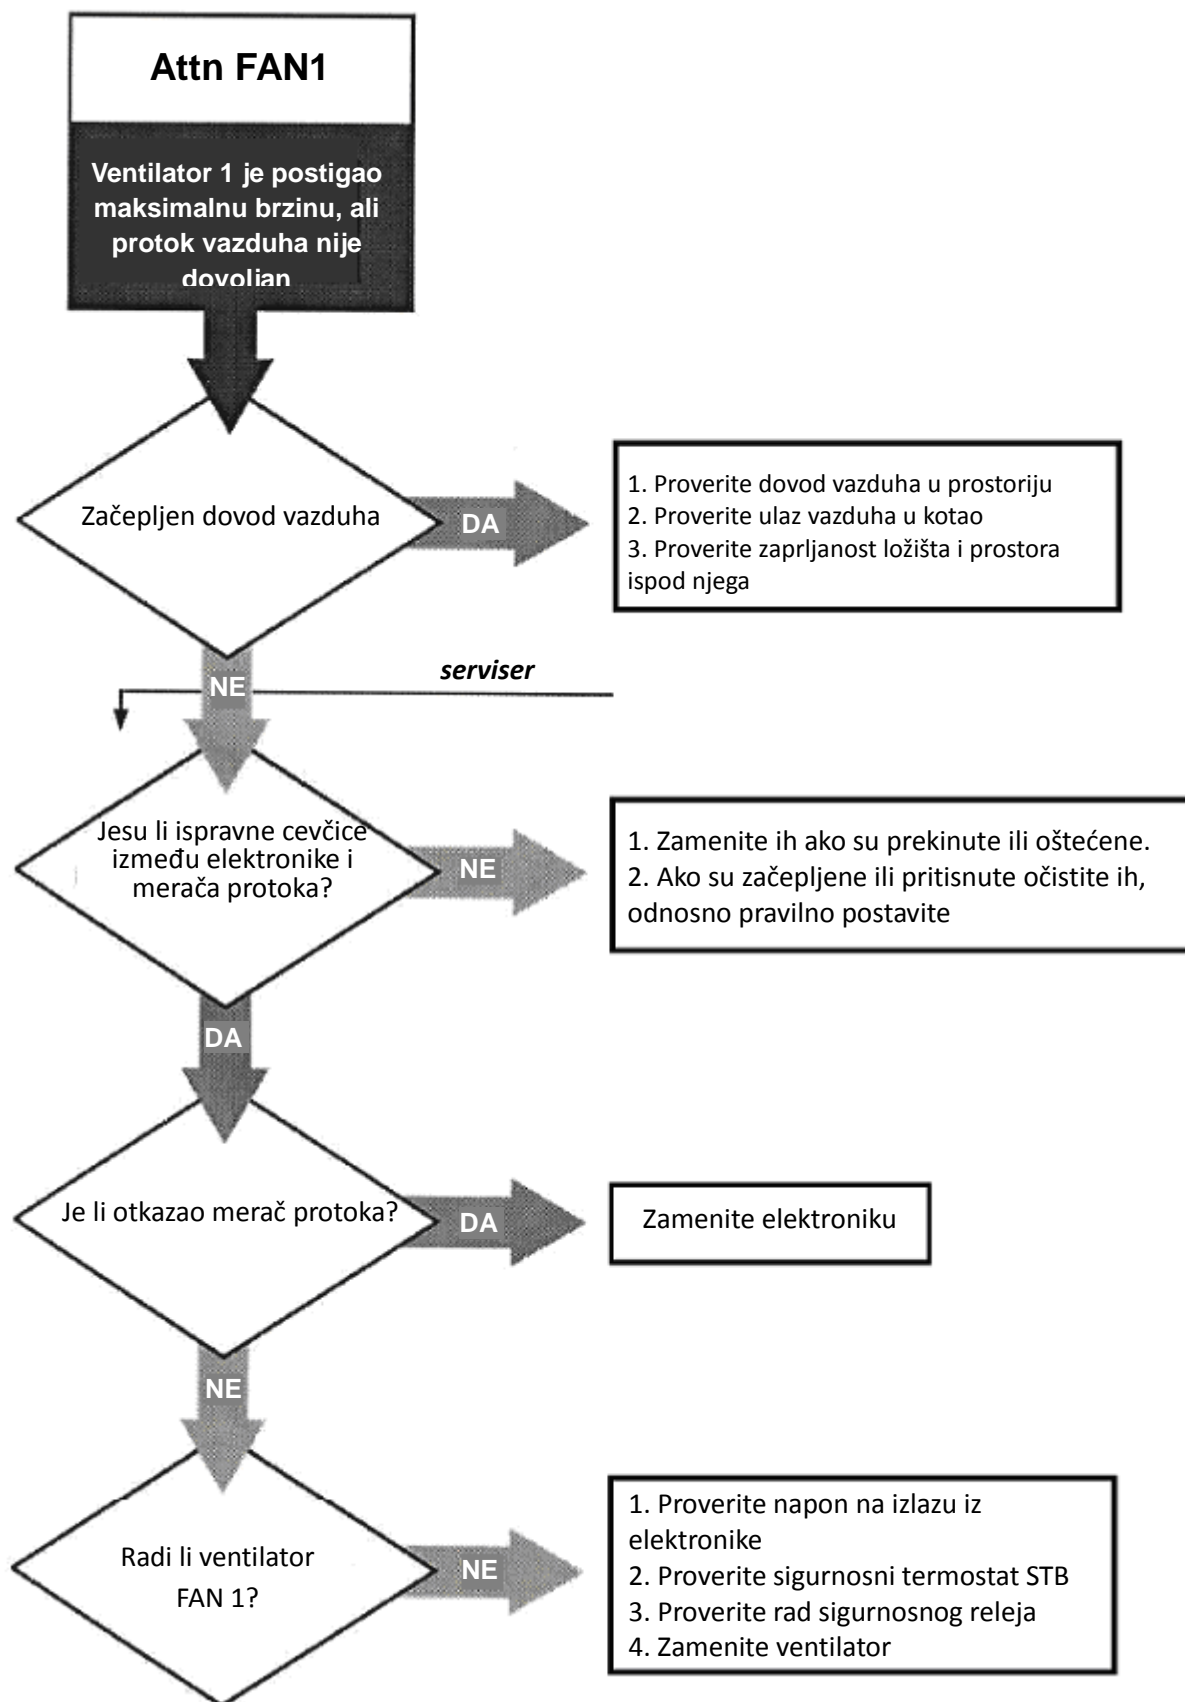 Attn FAN1
Ventilator 1 je postigao
maksimalnu brzinu, ali
protok vazduha nije
dovoljan
Začepljen dovod vazduha
DA
1. Proverite dovod vazduha u prostoriju
2. Proverite ulaz vazduha u kotao
3. Proverite zaprljanost ložišta i prostora
ispod njega
NE
serviser
Jesu li ispravne cevčice
između elektronike i
merača protoka?
NE
1. Zamenite ih ako su prekinute ili oštećene.
2. Ako su začepljene ili pritisnute očistite ih,
odnosno pravilno postavite
DA
Je li otkazao merač protoka?
DA
Zamenite elektroniku
NE
Radi li ventilator
FAN 1?
NE
1. Proverite napon na izlazu iz
elektronike
2. Proverite sigurnosni termostat STB
3. Proverite rad sigurnosnog releja
4. Zamenite ventilator